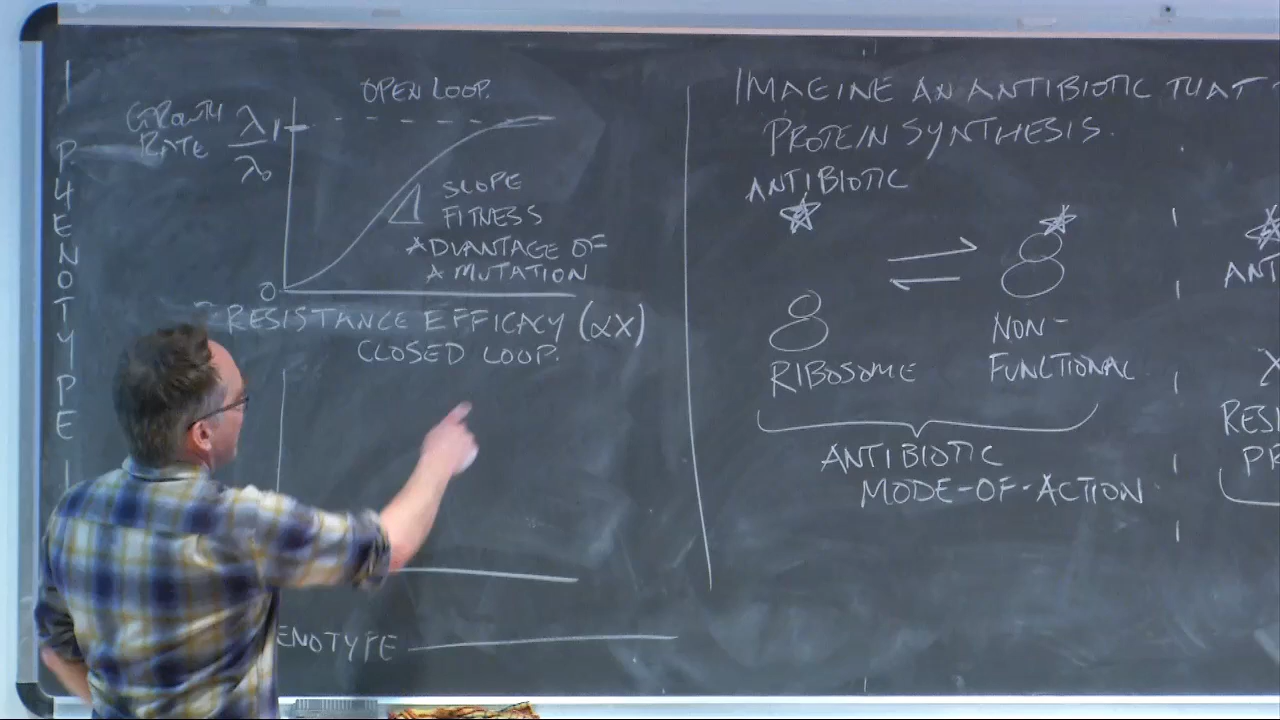 PHENOTYPE
OPEN LOOP.
GROWTH
RATE
λ
λ₀
1
SLOPE
FITNESS
ADVANTAGE OF
A MUTATION
0
RESISTANCE EFFICACY (αX)
CLOSED LOOP.
ENOTYPE
IMAGINE AN ANTIBIOTIC THAT
PROTEIN SYNTHESIS.
ANTIBIOTIC
RIBOSOME
NON-
FUNCTIONAL
ANTIBIOTIC
MODE-OF-ACTION
ANT
X
RESI
PR